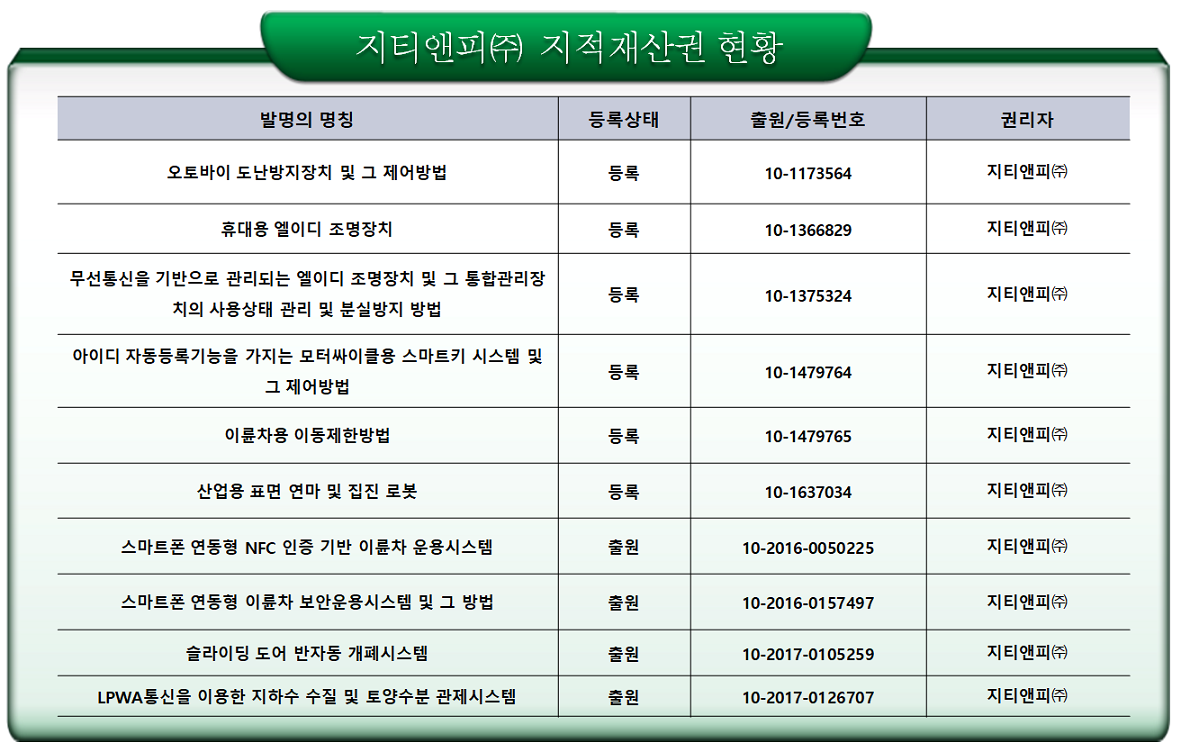 지티앤피㈜ 지적재산권 현황
발명의 명칭 등록상태 출원/등록번호 권리자
오토바이 도난방지장치 및 그 제어방법 등록 10-1173564 지티앤피㈜
휴대용 엘이디 조명장치 등록 10-1366829 지티앤피㈜
무선통신을 기반으로 관리되는 엘이디 조명장치 및 그 통합관리장
치의 사용상태 관리 및 분실방지 방법 등록 10-1375324 지티앤피㈜
아이디 자동등록기능을 가지는 모터싸이클용 스마트키 시스템 및
그 제어방법 등록 10-1479764 지티앤피㈜
이륜차용 이동제한방법 등록 10-1479765 지티앤피㈜
산업용 표면 연마 및 집진 로봇 등록 10-1637034 지티앤피㈜
스마트폰 연동형 NFC 인증 기반 이륜차 운용시스템 출원 10-2016-0050225 지티앤피㈜
스마트폰 연동형 이륜차 보안운용시스템 및 그 방법 출원 10-2016-0157497 지티앤피㈜
슬라이딩 도어 반자동 개폐시스템 출원 10-2017-0105259 지티앤피㈜
LPWA통신을 이용한 지하수 수질 및 토양수분 관제시스템 출원 10-2017-0126707 지티앤피㈜